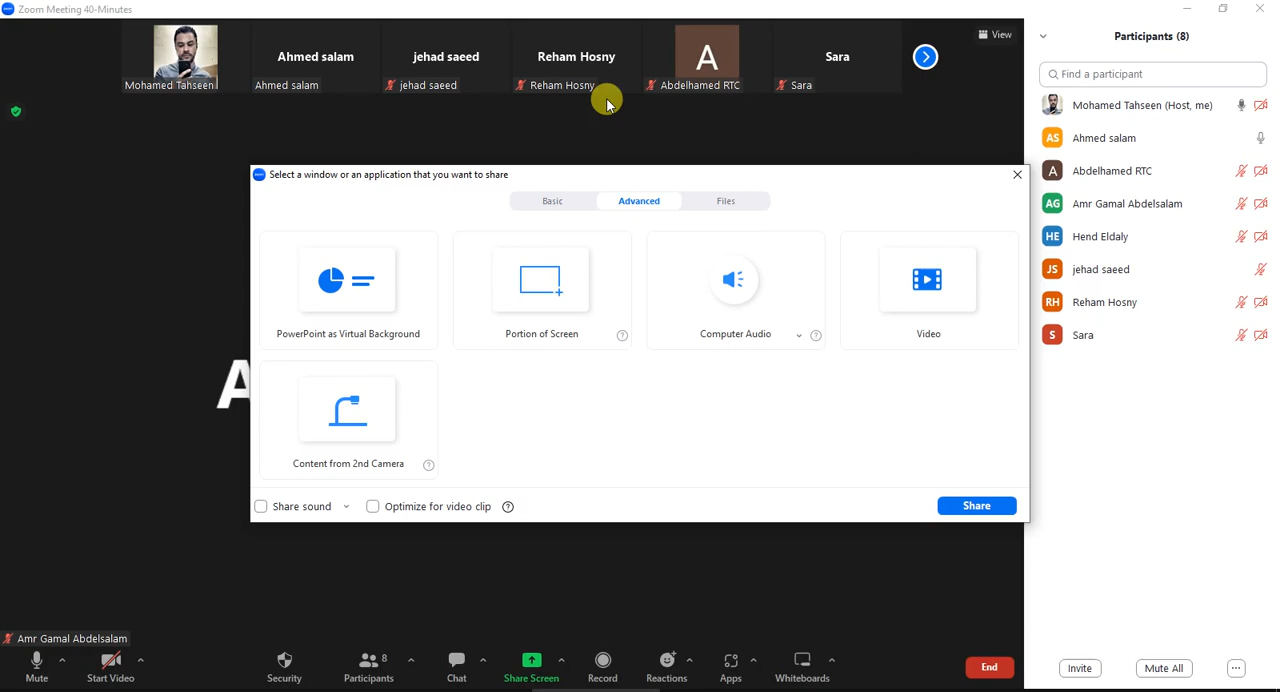 Zoom Meeting 40-Minutes
Ahmed salam
jehad saeed
Reham Hosny
A
Sara
View
Mohamed Tahseen
Ahmed salam
jehad saeed
Reham Hosny
Abdelhamed RTC
Sara
Participants (8)
Find a participant
Mohamed Tahseen (Host, me)
AS Ahmed salam
A Abdelhamed RTC
AG Amr Gamal Abdelsalam
HE Hend Eldaly
JS jehad saeed
RH Reham Hosny
S Sara
Select a window or an application that you want to share
Basic
Advanced
Files
PowerPoint as Virtual Background
Portion of Screen
Computer Audio
Video
Content from 2nd Camera
Share sound
Optimize for video clip
Share
A
Amr Gamal Abdelsalam
Mute
Start Video
Security
8
Participants
Chat
Share Screen
Record
Reactions
Apps
Whiteboards
End
Invite
Mute All